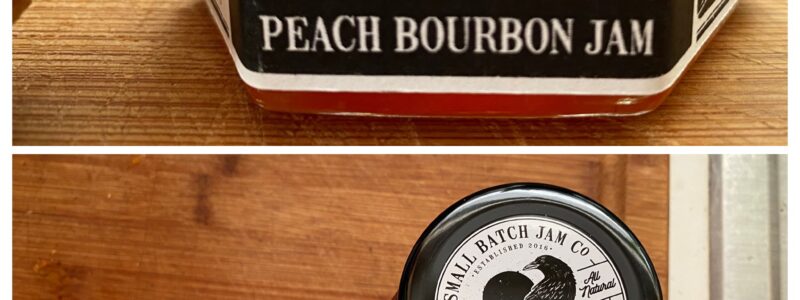 PEACH BOURBON JAM
SMALL BATCH JAM CO
·ESTABLISHED 2016·
All
Natural